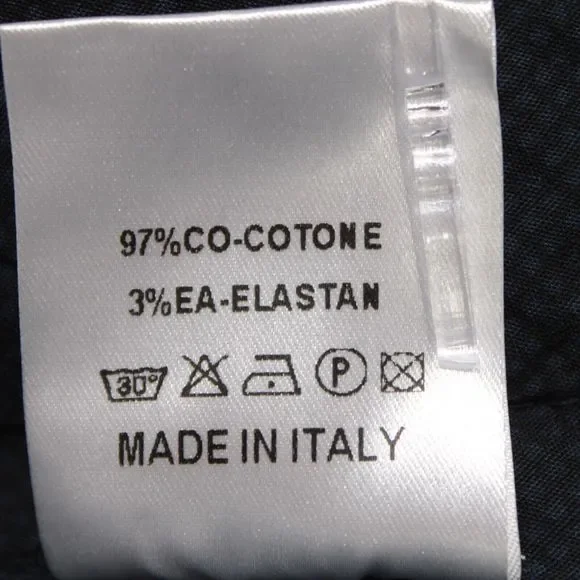 97%CO-COTONE
3%EA-ELASTAN
30° P
MADE IN ITALY